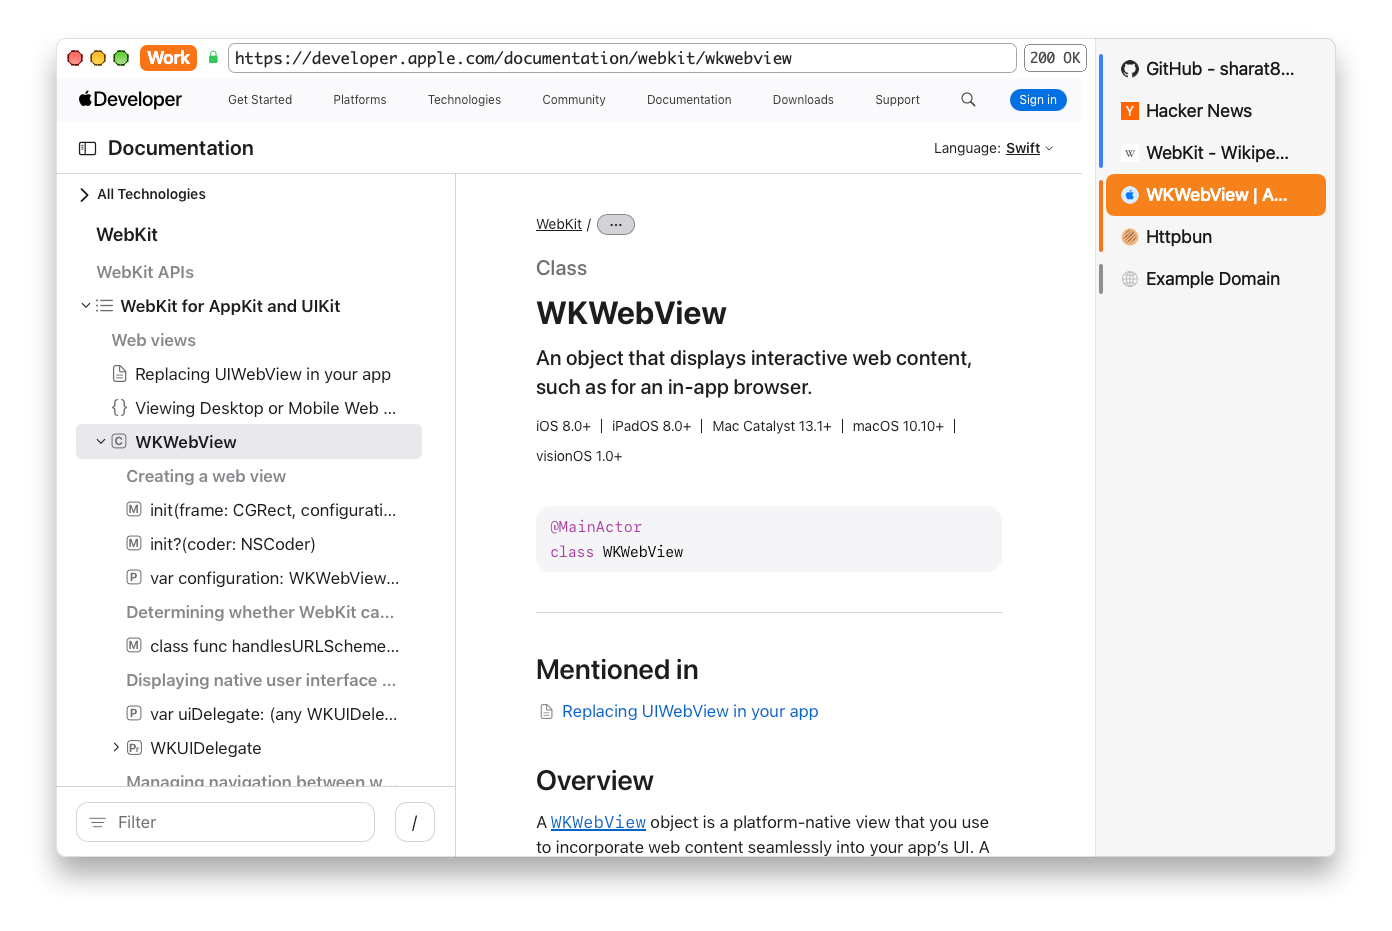 Work
https://developer.apple.com/documentation/webkit/wkwebview
200 OK
Developer
Get Started
Platforms
Technologies
Community
Documentation
Downloads
Support
Sign in
Documentation
Language: Swift
All Technologies
WebKit
WebKit APIs
WebKit for AppKit and UIKit
Web views
Replacing UIWebView in your app
{} Viewing Desktop or Mobile Web ...
C WKWebView
Creating a web view
M init(frame: CGRect, configurati...
M init?(coder: NSCoder)
P var configuration: WKWebView...
Determining whether WebKit ca...
M class func handlesURLScheme...
Displaying native user interface ...
P var uiDelegate: (any WKUIDele...
Pr WKUIDelegate
Managing navigation between w...
Filter
/
WebKit / ...
Class
WKWebView
An object that displays interactive web content,
such as for an in-app browser.
iOS 8.0+ | iPadOS 8.0+ | Mac Catalyst 13.1+ | macOS 10.10+ |
visionOS 1.0+
@MainActor
class WKWebView
Mentioned in
Replacing UIWebView in your app
Overview
A WKWebView object is a platform-native view that you use
to incorporate web content seamlessly into your app’s UI. A
GitHub - sharat8...
Y Hacker News
W WebKit - Wikipe...
WKWebView | A...
Httpbun
Example Domain